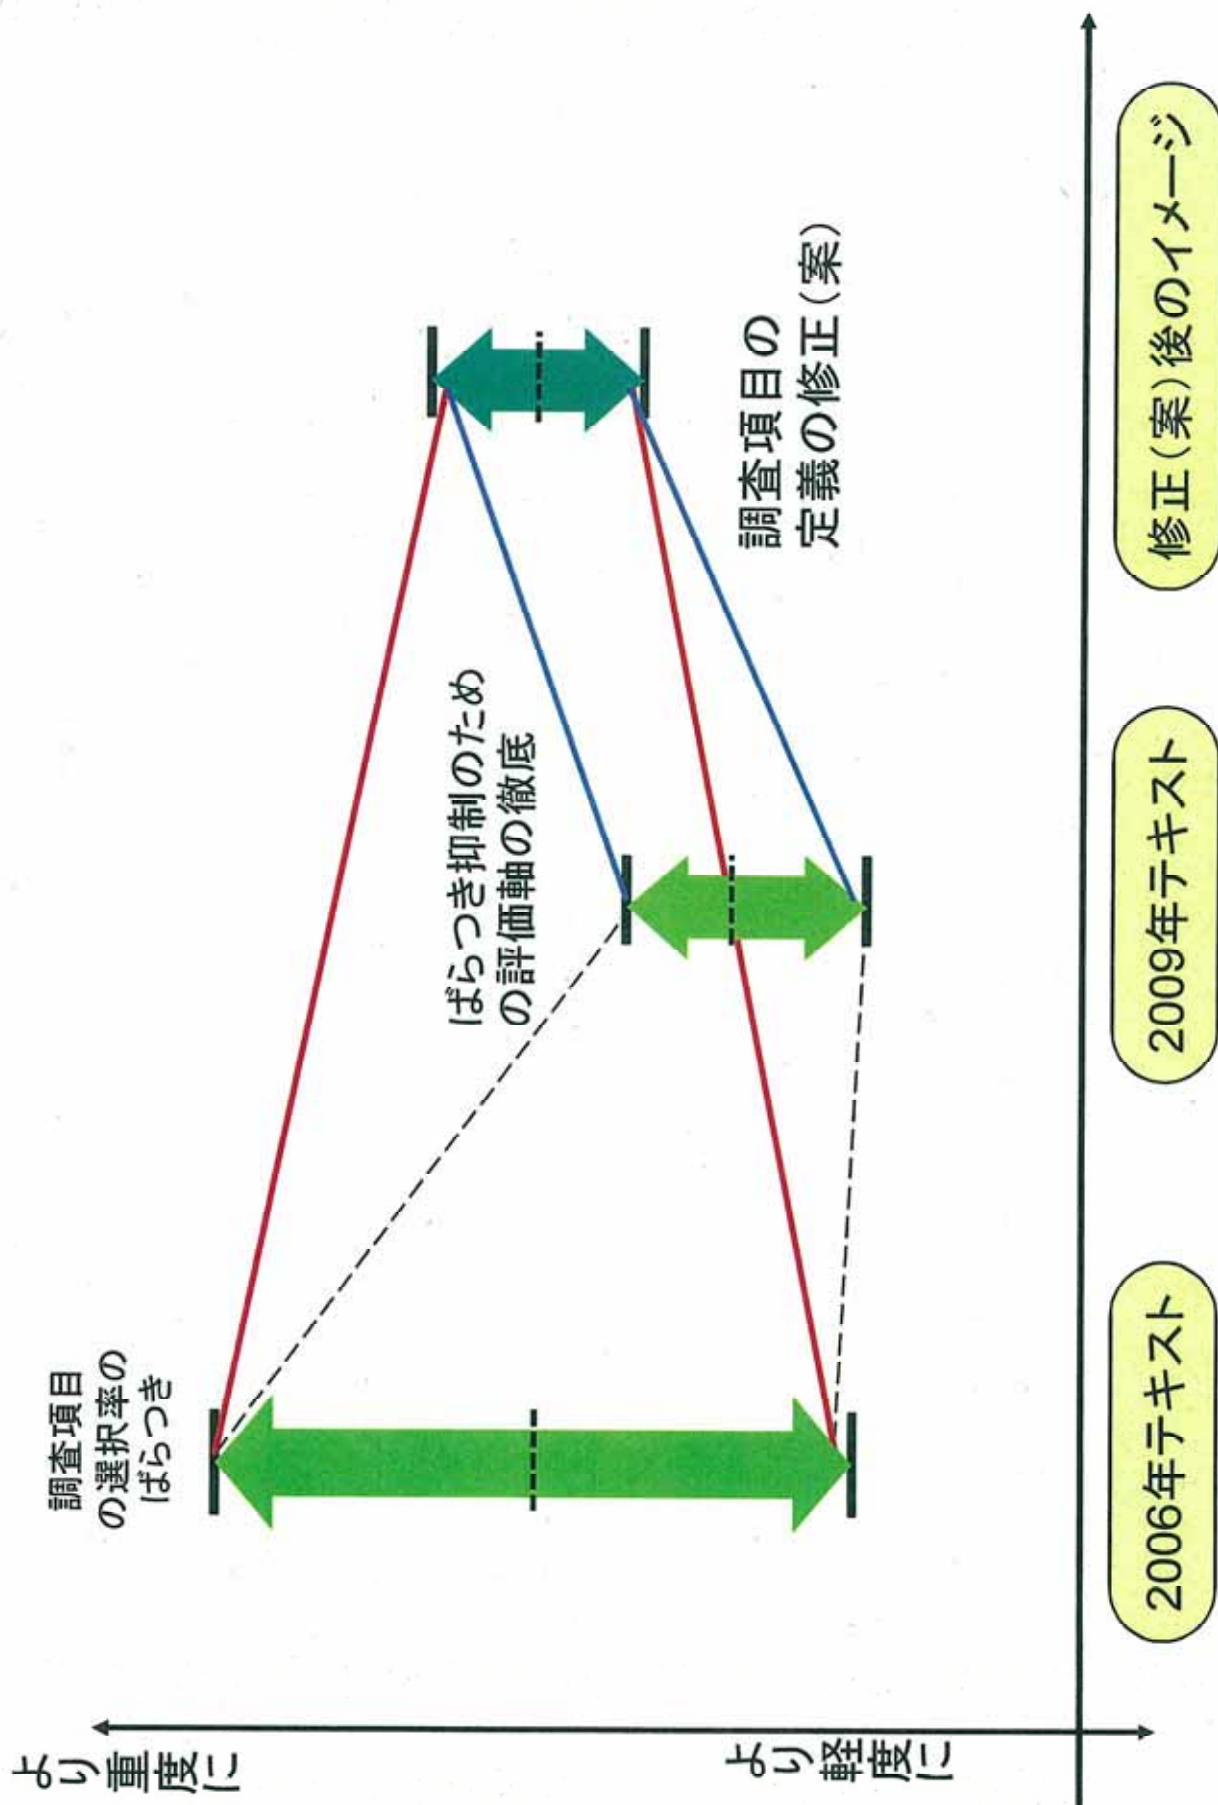 より重度に
より軽度に
調査項目
の選択率の
ばらつき
ばらつき抑制のため
の評価軸の徹底
調査項目の
定義の修正（案）
2006年テキスト
2009年テキスト
修正（案）後のイメージ